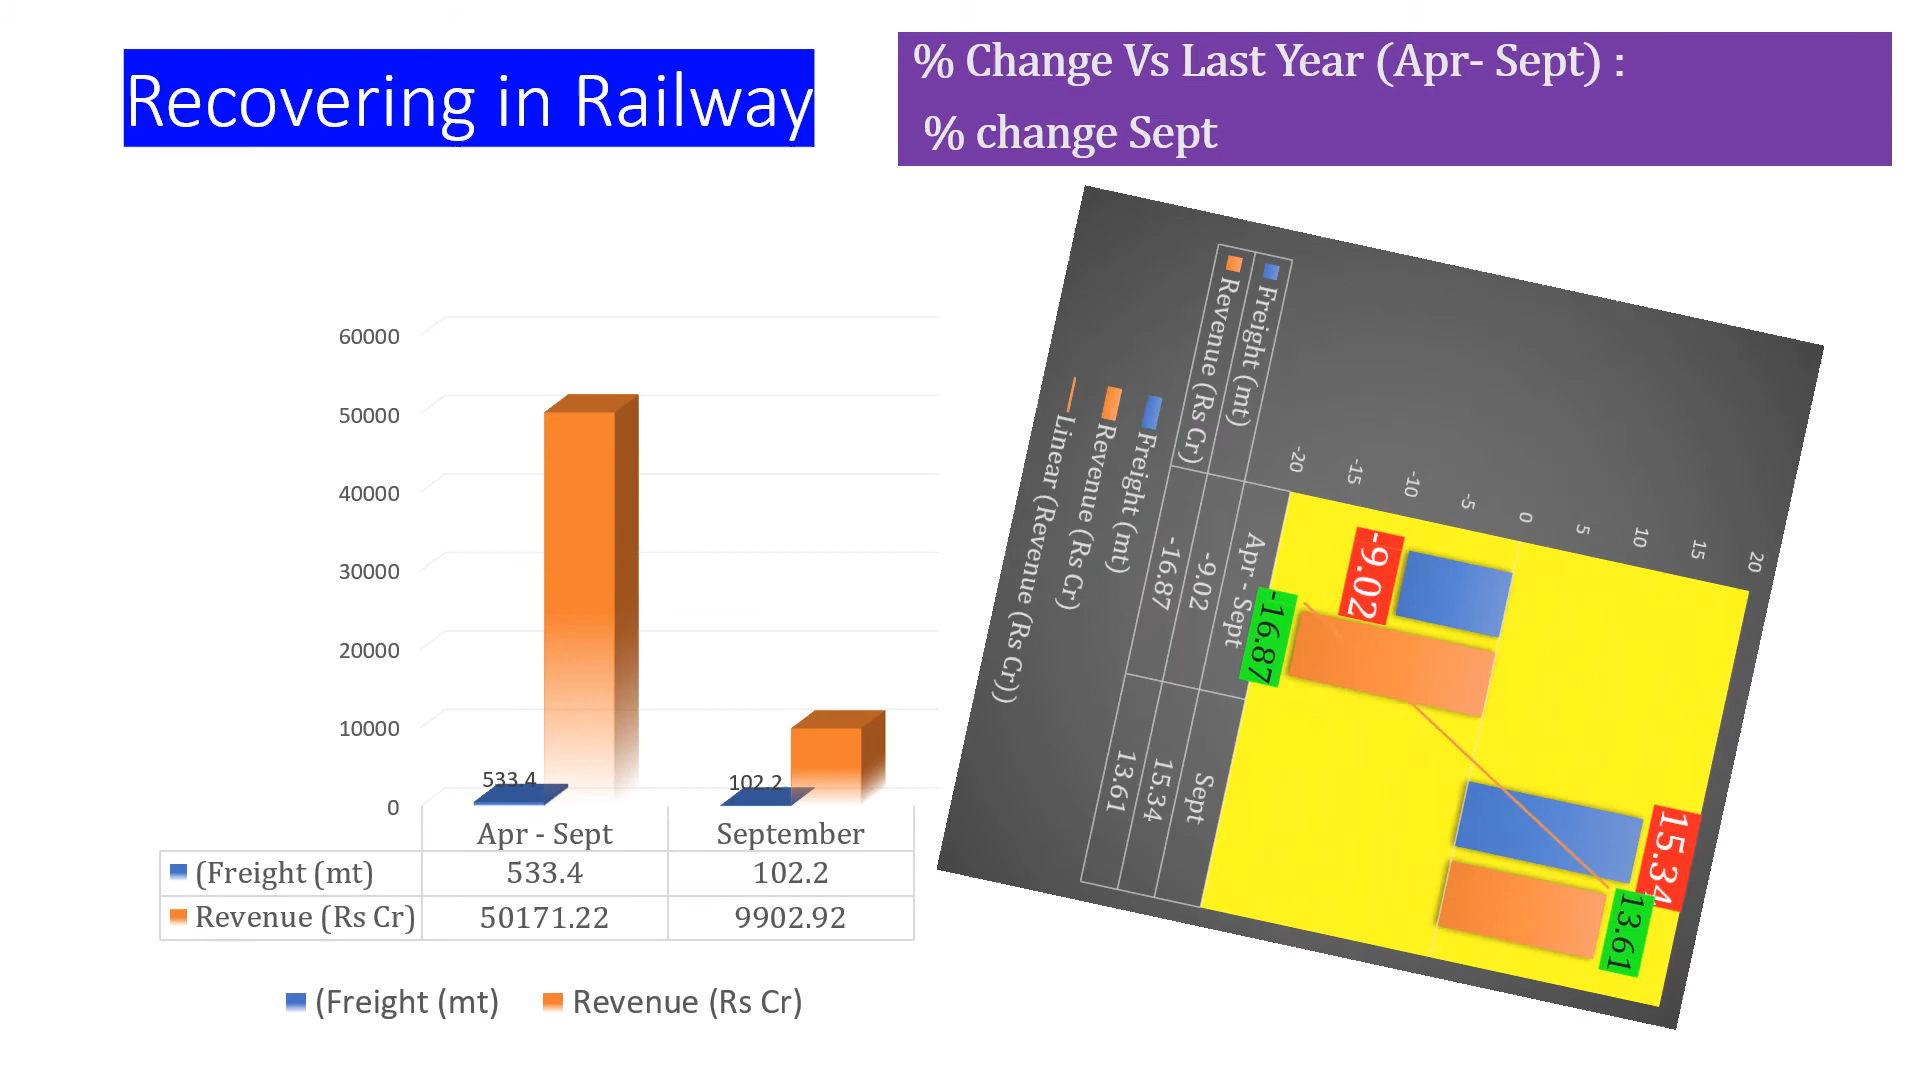 Recovering in Railway
% Change Vs Last Year (Apr- Sept) :
% change Sept
60000
50000
40000
30000
20000
10000
0
533.4
102.2
Apr - Sept September
(Freight (mt) 533.4 102.2
Revenue (Rs Cr) 50171.22 9902.92
(Freight (mt) Revenue (Rs Cr)
20
15
10
5
0
-5
-10
-15
-20
-9.02
-16.87
15.34
13.61
Apr - Sept Sept
Freight (mt) -9.02 15.34
Revenue (Rs Cr) -16.87 13.61
Freight (mt)
Revenue (Rs Cr)
Linear (Revenue (Rs Cr))